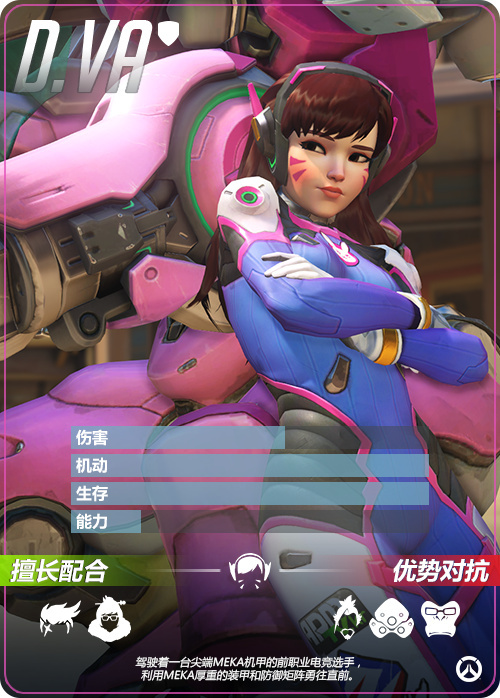 D.VA
伤害
机动
生存
能力
擅长配合
优势对抗
驾驶着一台尖端MEKA机甲的前职业电竞选手，
利用MEKA厚重的装甲和防御矩阵勇往直前。